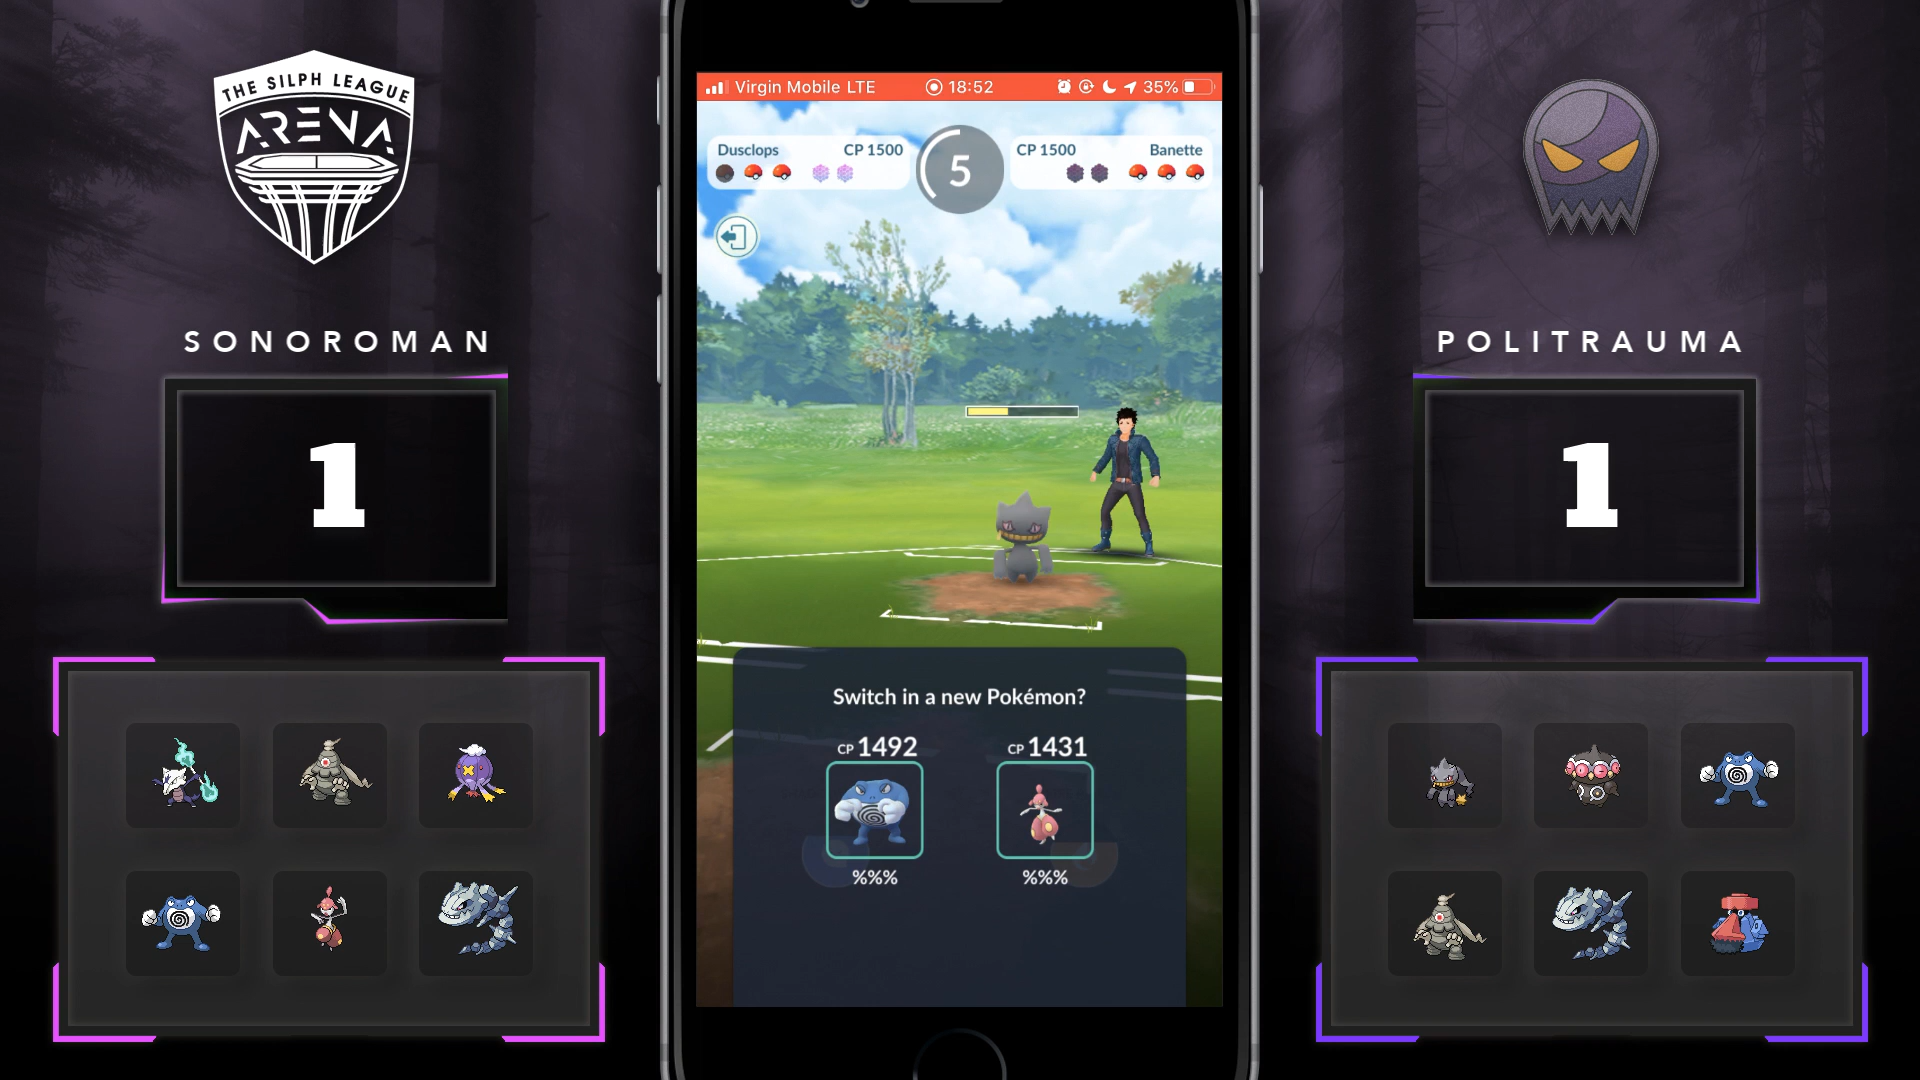 THE SILPH LEAGUE
ARENA
SONOROMAN
1
Virgin Mobile LTE 18:52 35%
Dusclops CP 1500
5
CP 1500 Banette
Switch in a new Pokémon?
CP 1492
CP 1431
%%%
%%%
POLITRAUMA
1